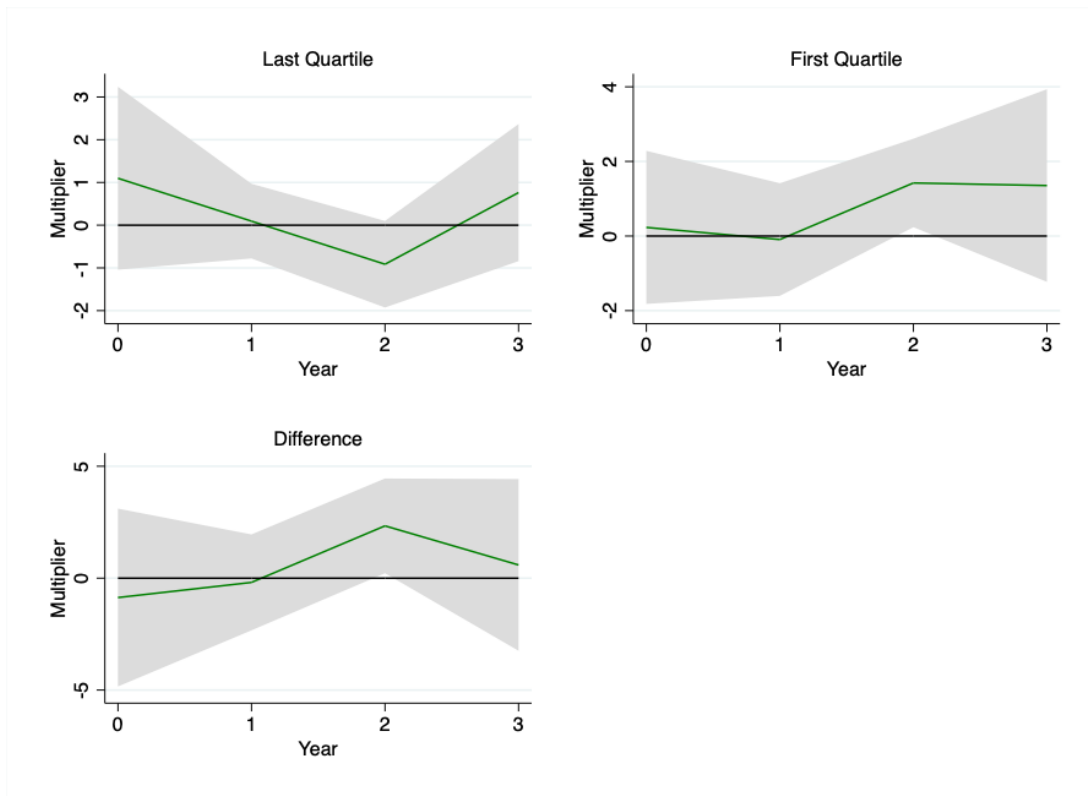 Last Quartile
Multiplier
3
2
1
0
-1
-2
0 1 2 3
Year
First Quartile
Multiplier
4
2
0
-2
0 1 2 3
Year
Difference
Multiplier
5
0
-5
0 1 2 3
Year